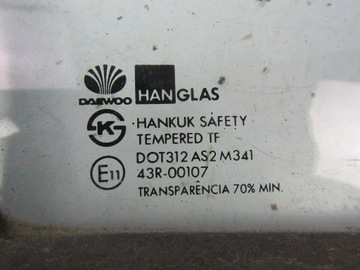 DAEWOO HANGLAS
HANKUK SAFETY
TEMPERED TF
DOT312 AS2 M341
E11 43R-00107
TRANSPARÊNCIA 70% MIN.